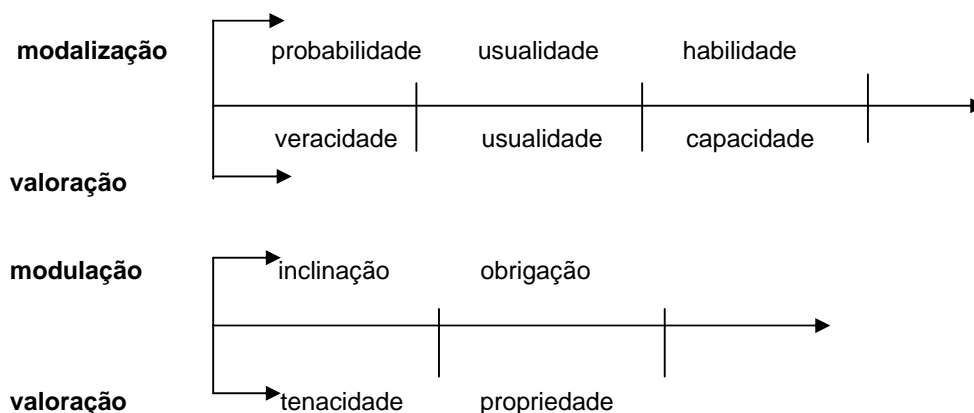 modalização probabilidade usualidade habilidade
veracidade usualidade capacidade
valoração
modulação inclinação obrigação
valoração tenacidade propriedade